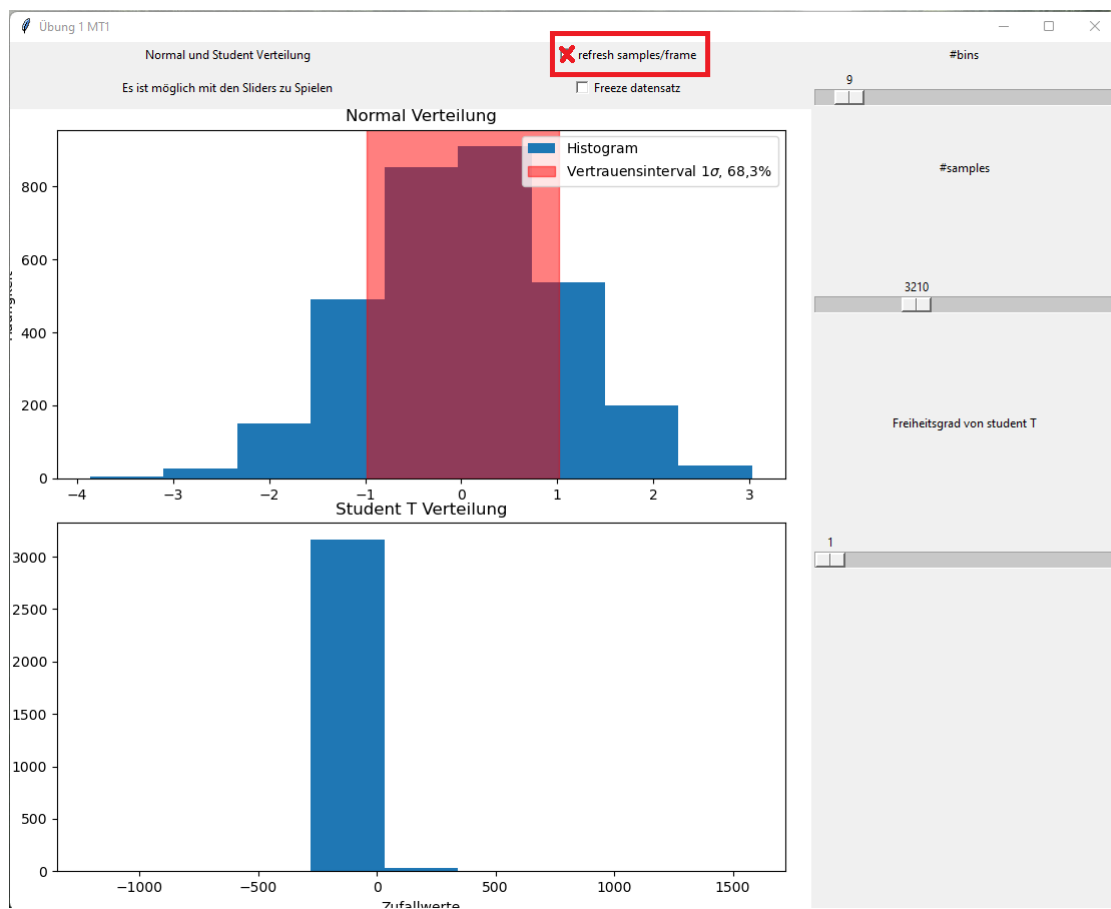 Übung 1 MT1
Normal und Student Verteilung
refresh samples/frame
#bins
Es ist möglich mit den Sliders zu Spielen
Freeze datensatz
9
Normal Verteilung
Histogram
Vertrauensinterval 1σ, 68,3%
800
600
400
200
0
−4 −3 −2 −1 0 1 2 3
#samples
3210
Freiheitsgrad von student T
1
Student T Verteilung
3000
2500
2000
1500
1000
500
0
−1000 −500 0 500 1000 1500
Zufallwerte